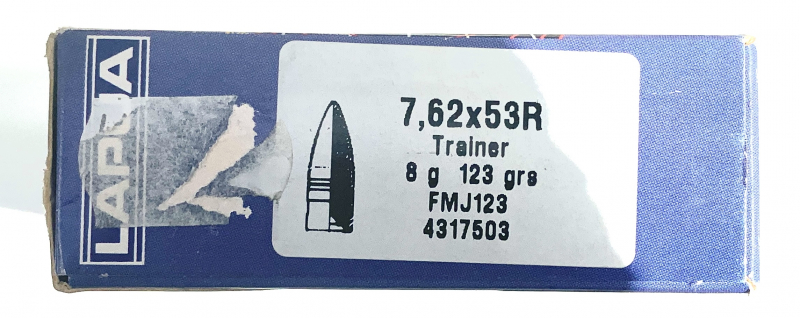 LAPUA
7,62x53R
Trainer
8 g 123 grs
FMJ123
4317503